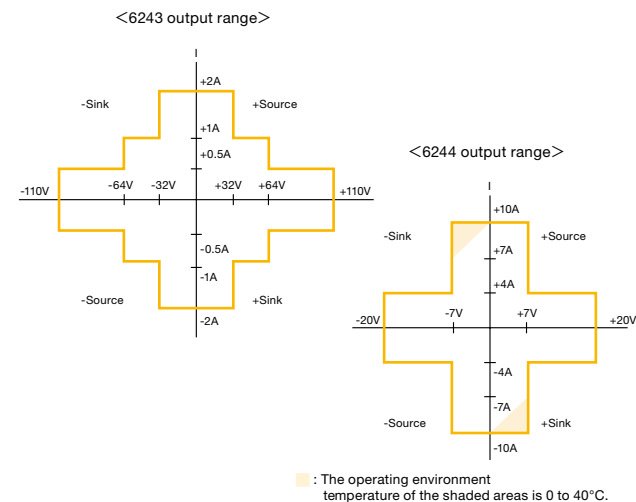 <6243 output range>
I
+2A
-Sink
+Source
+1A
+0.5A
-110V
-64V
-32V
+32V
+64V
+110V
-0.5A
-1A
-Source
+Sink
-2A
<6244 output range>
I
+10A
-Sink
+Source
+7A
+4A
-20V
-7V
+7V
+20V
-4A
-7A
-Source
+Sink
-10A
: The operating environment
temperature of the shaded areas is 0 to 40°C.